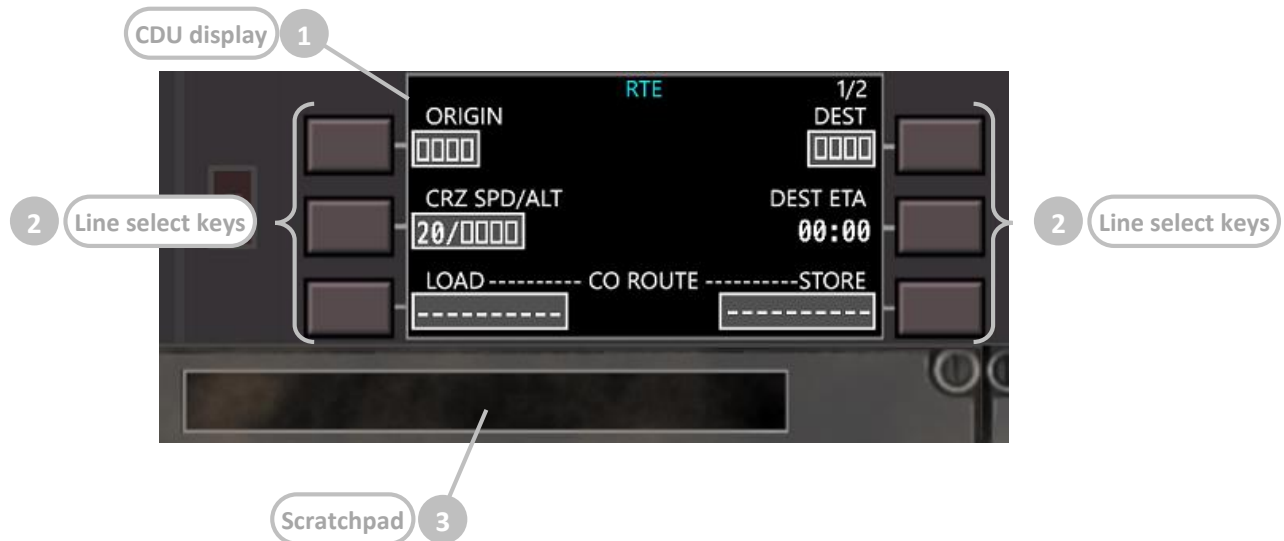 CDU display 1
RTE 1/2
ORIGIN DEST
▯▯▯▯ ▯▯▯▯
CRZ SPD/ALT DEST ETA
20/▯▯▯▯ 00:00
2 Line select keys
2 Line select keys
LOAD---------- CO ROUTE ----------STORE
---------- ----------
Scratchpad 3